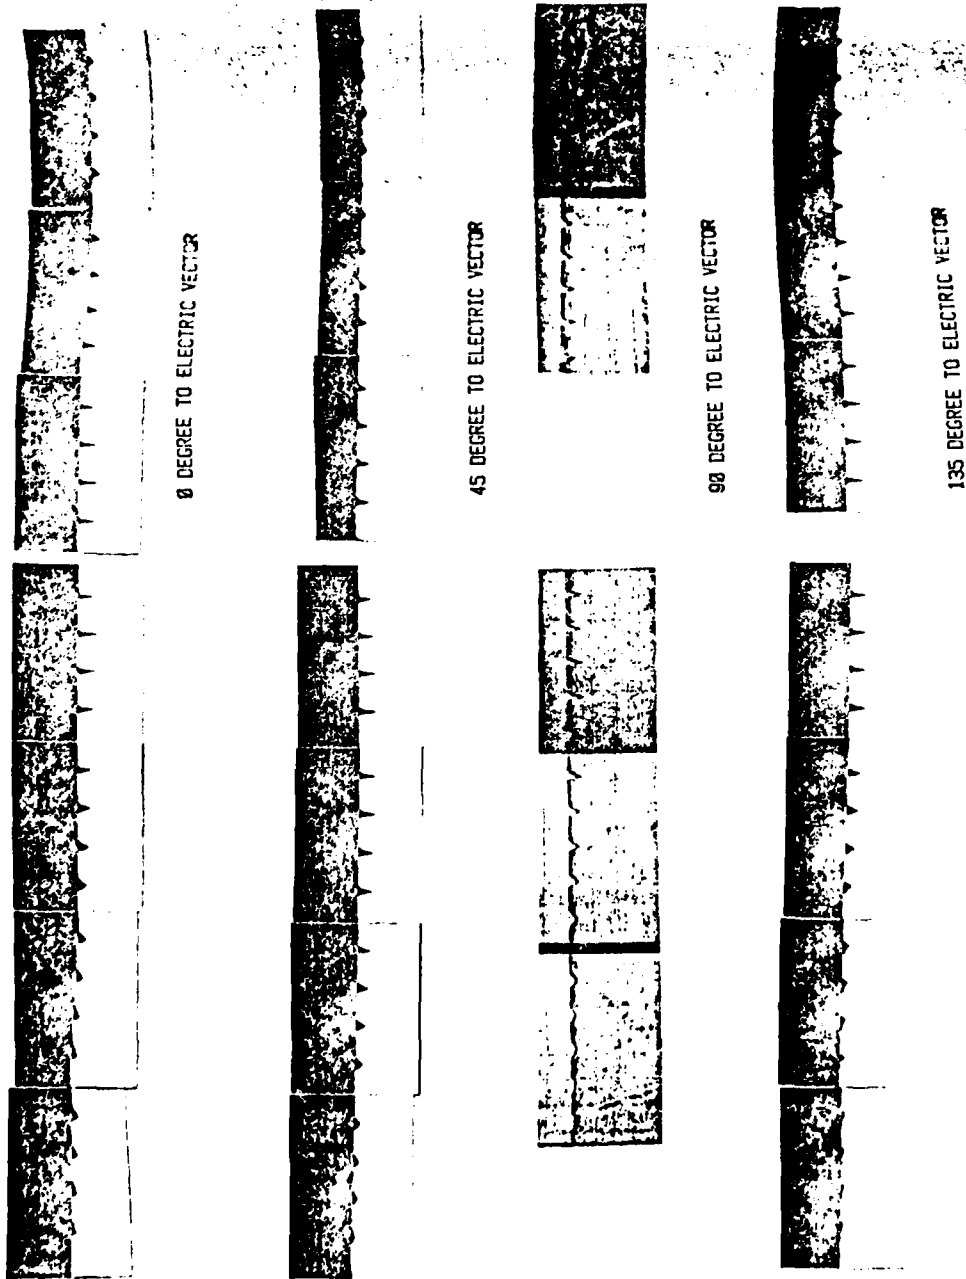 0 DEGREE TO ELECTRIC VECTOR
45 DEGREE TO ELECTRIC VECTOR
90 DEGREE TO ELECTRIC VECTOR
135 DEGREE TO ELECTRIC VECTOR